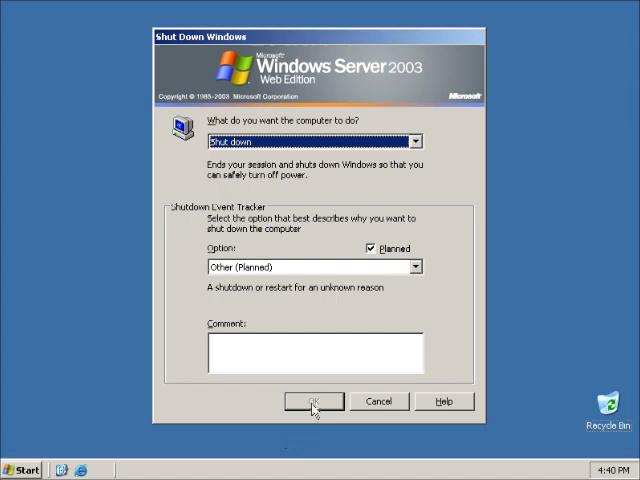 Shut Down Windows
Microsoft
Windows Server 2003
Web Edition
Copyright © 1985-2003 Microsoft Corporation
Microsoft
What do you want the computer to do?
Shut down
Ends your session and shuts down Windows so that you
can safely turn off power.
Shutdown Event Tracker
Select the option that best describes why you want to
shut down the computer
Option:
Planned
Other (Planned)
A shutdown or restart for an unknown reason
Comment:
OK
Cancel
Help
Recycle Bin
Start
4:40 PM